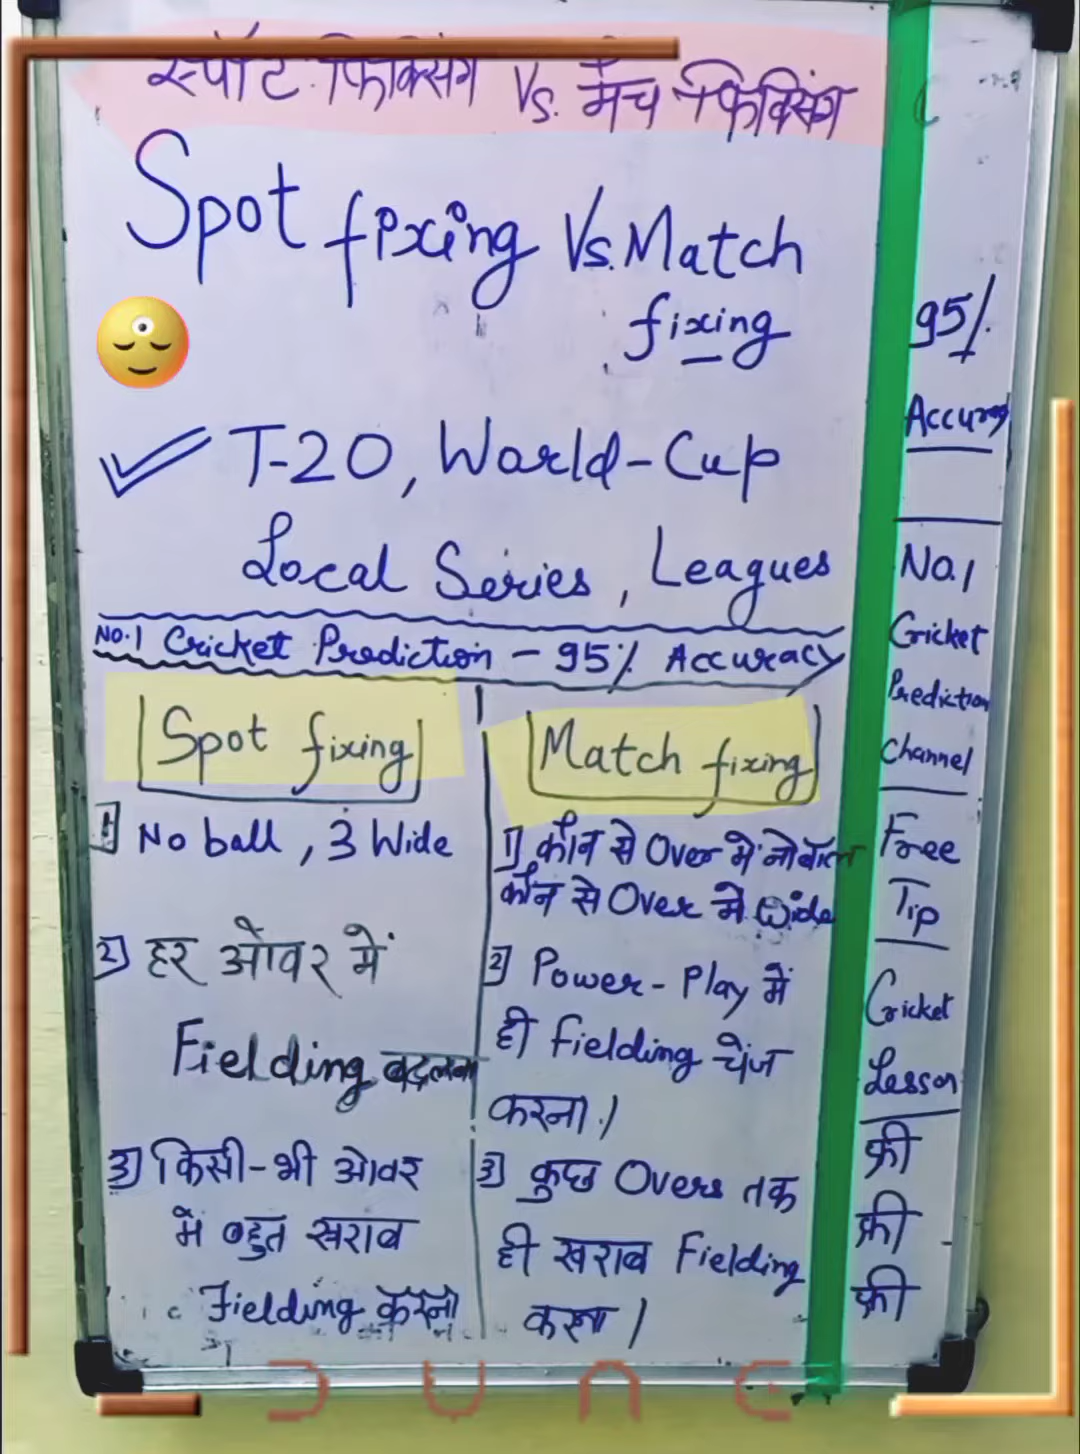 स्पॉट फिक्सिंग Vs. मैच फिक्सिंग
Spot fixing Vs. Match
fixing
T-20, World-Cup
Local Series, Leagues
No.1 Cricket Prediction - 95% Accuracy
Spot fixing
1] No ball, 3 Wide
2] हर ओवर में
Fielding बदलना
3] किसी-भी ओवर
में बहुत खराब
Fielding करना
Match fixing
1] कौन से Over में नो बॉल
कौन से Over में Wide
2] Power-Play में
ही Fielding चेंज
करना।
3] कुछ Overs तक
ही खराब Fielding
करना।
95%
No.1
Cricket
Prediction
Channel
Free
Tip
Cricket
Lesson
फ्री
फ्री
फ्री
DUNE